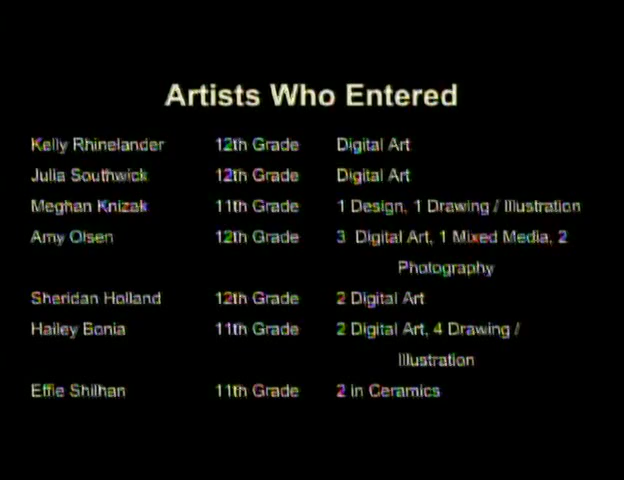 Artists Who Entered
Kelly Rhinelander 12th Grade Digital Art
Julia Southwick 12th Grade Digital Art
Meghan Knizak 11th Grade 1 Design, 1 Drawing / Illustration
Amy Olsen 12th Grade 3 Digital Art, 1 Mixed Media, 2
Photography
Sheridan Holland 12th Grade 2 Digital Art
Hailey Bonia 11th Grade 2 Digital Art, 4 Drawing /
Illustration
Effie Shilhan 11th Grade 2 in Ceramics